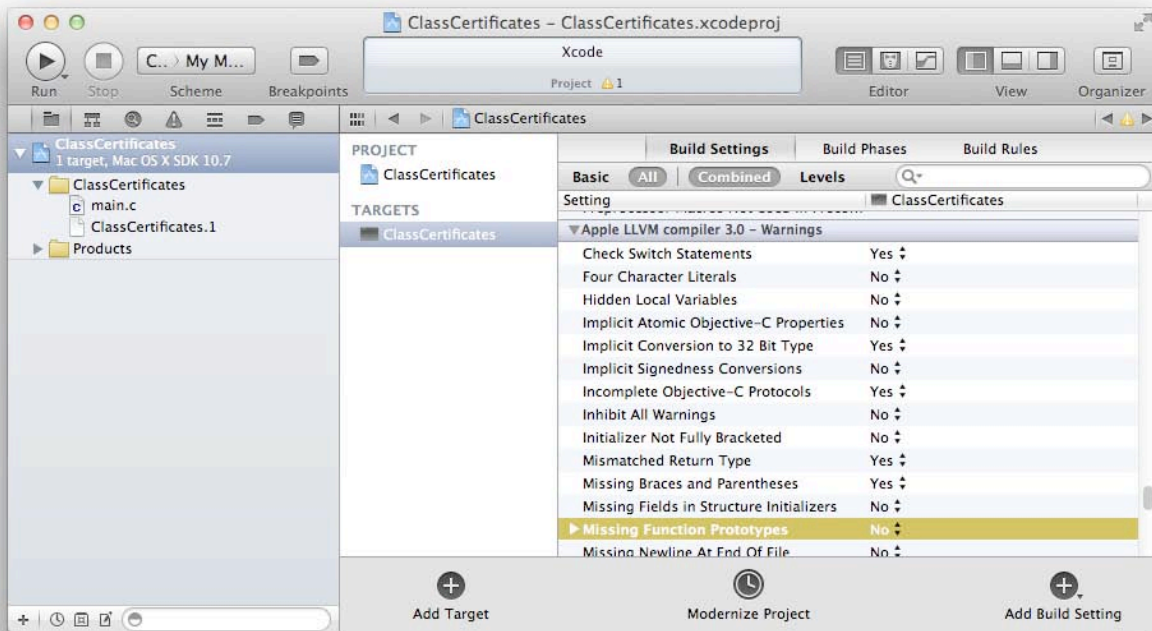 ClassCertificates – ClassCertificates.xcodeproj
C.. My M...
Xcode
Project 1
Run Stop Scheme Breakpoints Editor View Organizer
ClassCertificates
ClassCertificates
1 target, Mac OS X SDK 10.7
ClassCertificates
main.c
ClassCertificates.1
Products
PROJECT
ClassCertificates
TARGETS
ClassCertificates
Build Settings Build Phases Build Rules
Basic All Combined Levels
Setting ClassCertificates
Apple LLVM compiler 3.0 – Warnings
Check Switch Statements Yes
Four Character Literals No
Hidden Local Variables No
Implicit Atomic Objective-C Properties No
Implicit Conversion to 32 Bit Type Yes
Implicit Signedness Conversions No
Incomplete Objective-C Protocols Yes
Inhibit All Warnings No
Initializer Not Fully Bracketed No
Mismatched Return Type Yes
Missing Braces and Parentheses Yes
Missing Fields in Structure Initializers No
Missing Function Prototypes No
Missing Newline At End Of File No
Add Target Modernize Project Add Build Setting